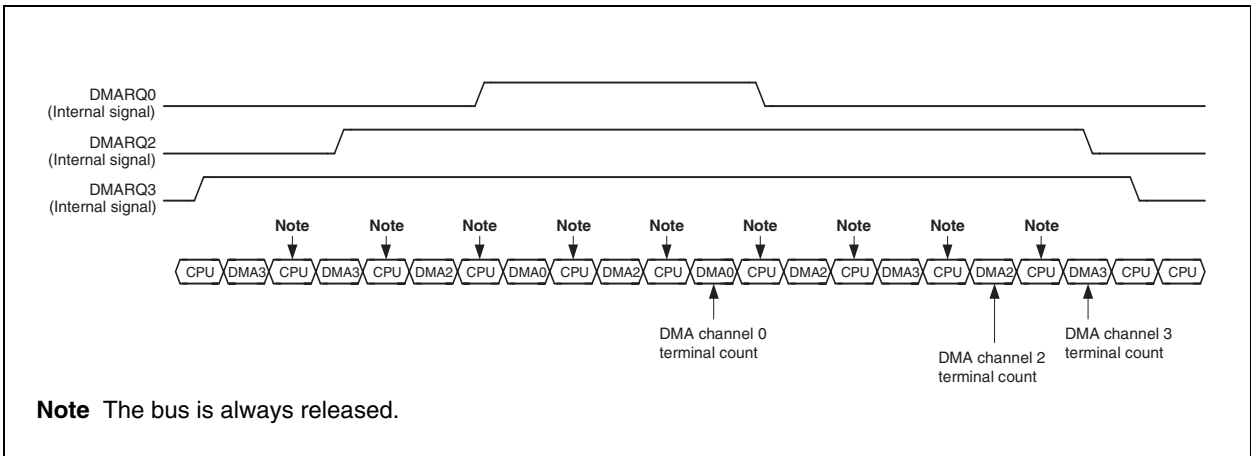 DMARQ0
(Internal signal)
DMARQ2
(Internal signal)
DMARQ3
(Internal signal)
Note Note Note Note Note Note Note Note Note
CPU DMA3 CPU DMA3 CPU DMA2 CPU DMA0 CPU DMA2 CPU DMA0 CPU DMA2 CPU DMA3 CPU DMA2 CPU DMA3 CPU CPU
DMA channel 0
terminal count
DMA channel 2
terminal count
DMA channel 3
terminal count
Note The bus is always released.